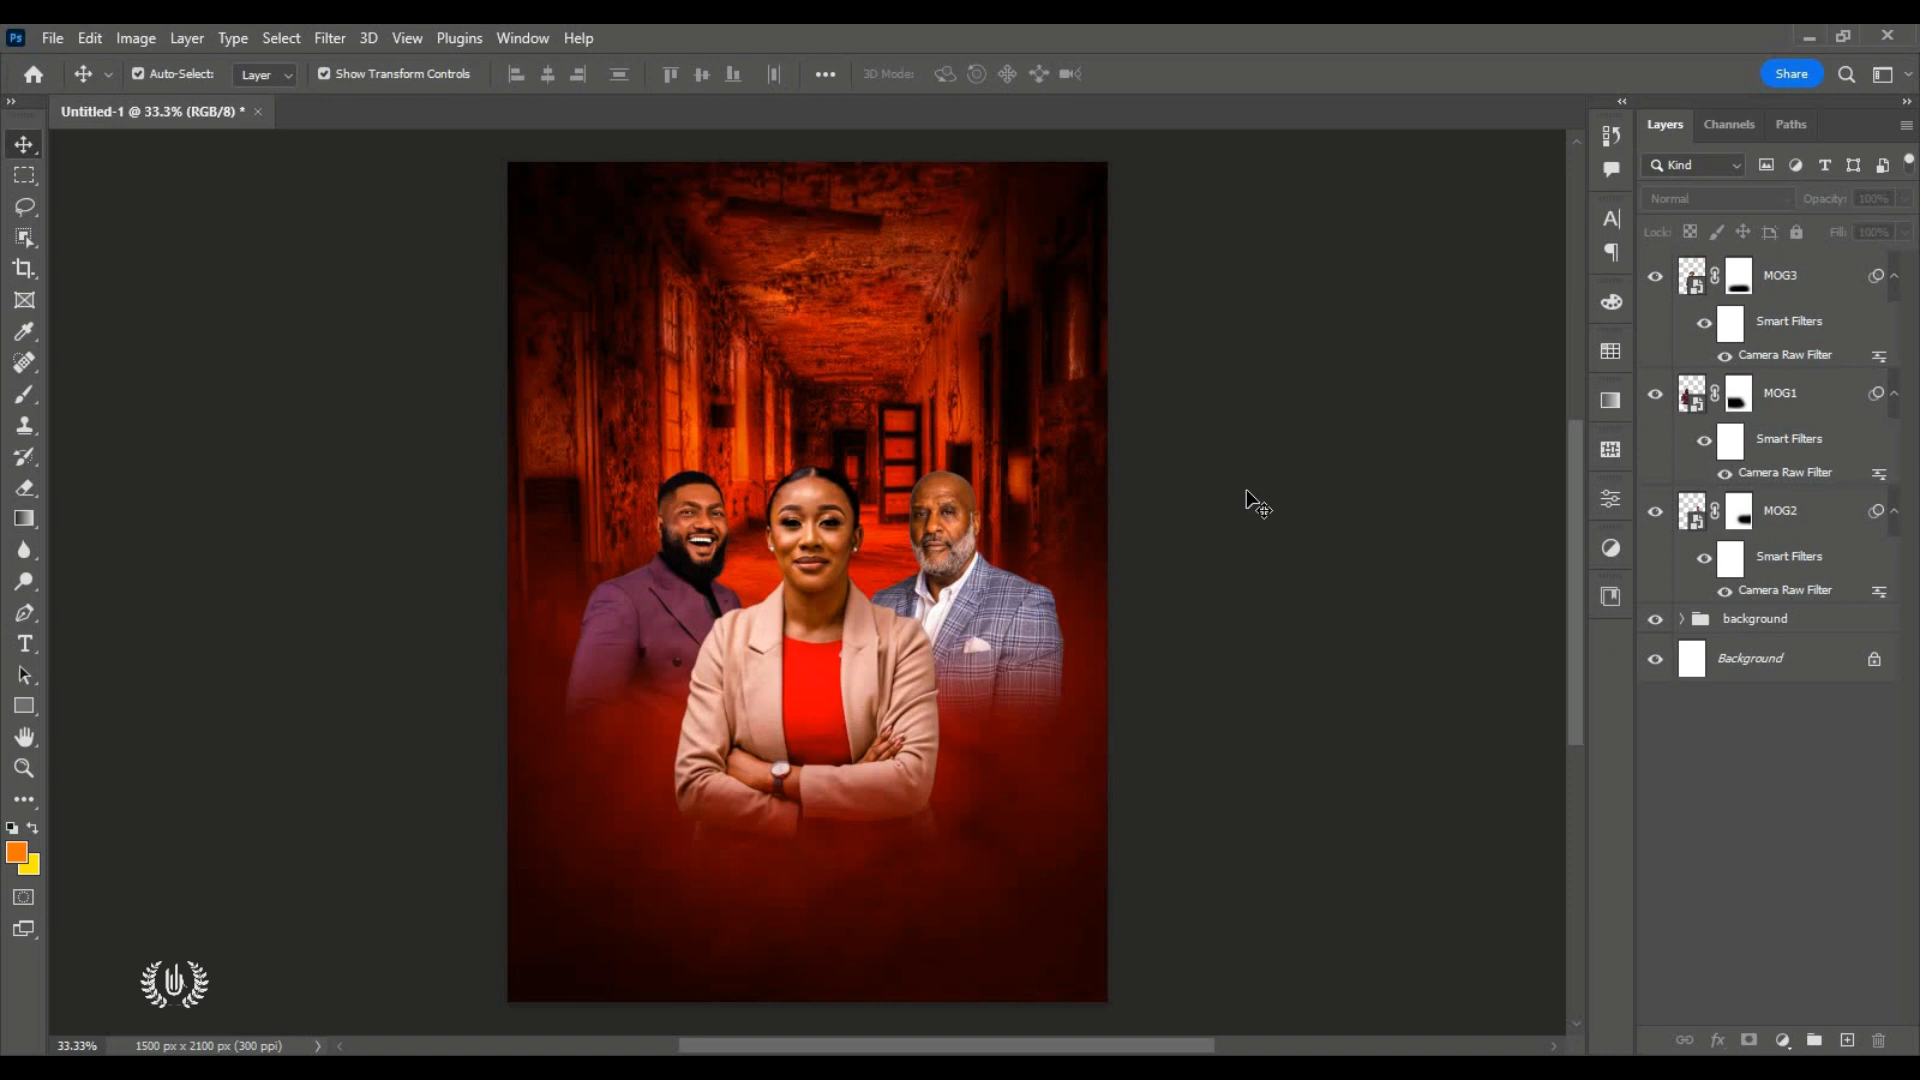 Ps File Edit Image Layer Type Select Filter 3D View Plugins Window Help
Auto-Select: Layer Show Transform Controls 3D Mode: Share
Untitled-1 @ 33.3% (RGB/8) *
Layers Channels Paths
Kind
Normal Opacity: 100%
Lock: Fill: 100%
MOG3
Smart Filters
Camera Raw Filter
MOG1
Smart Filters
Camera Raw Filter
MOG2
Smart Filters
Camera Raw Filter
background
Background
33.33% 1500 px x 2100 px (300 ppi)